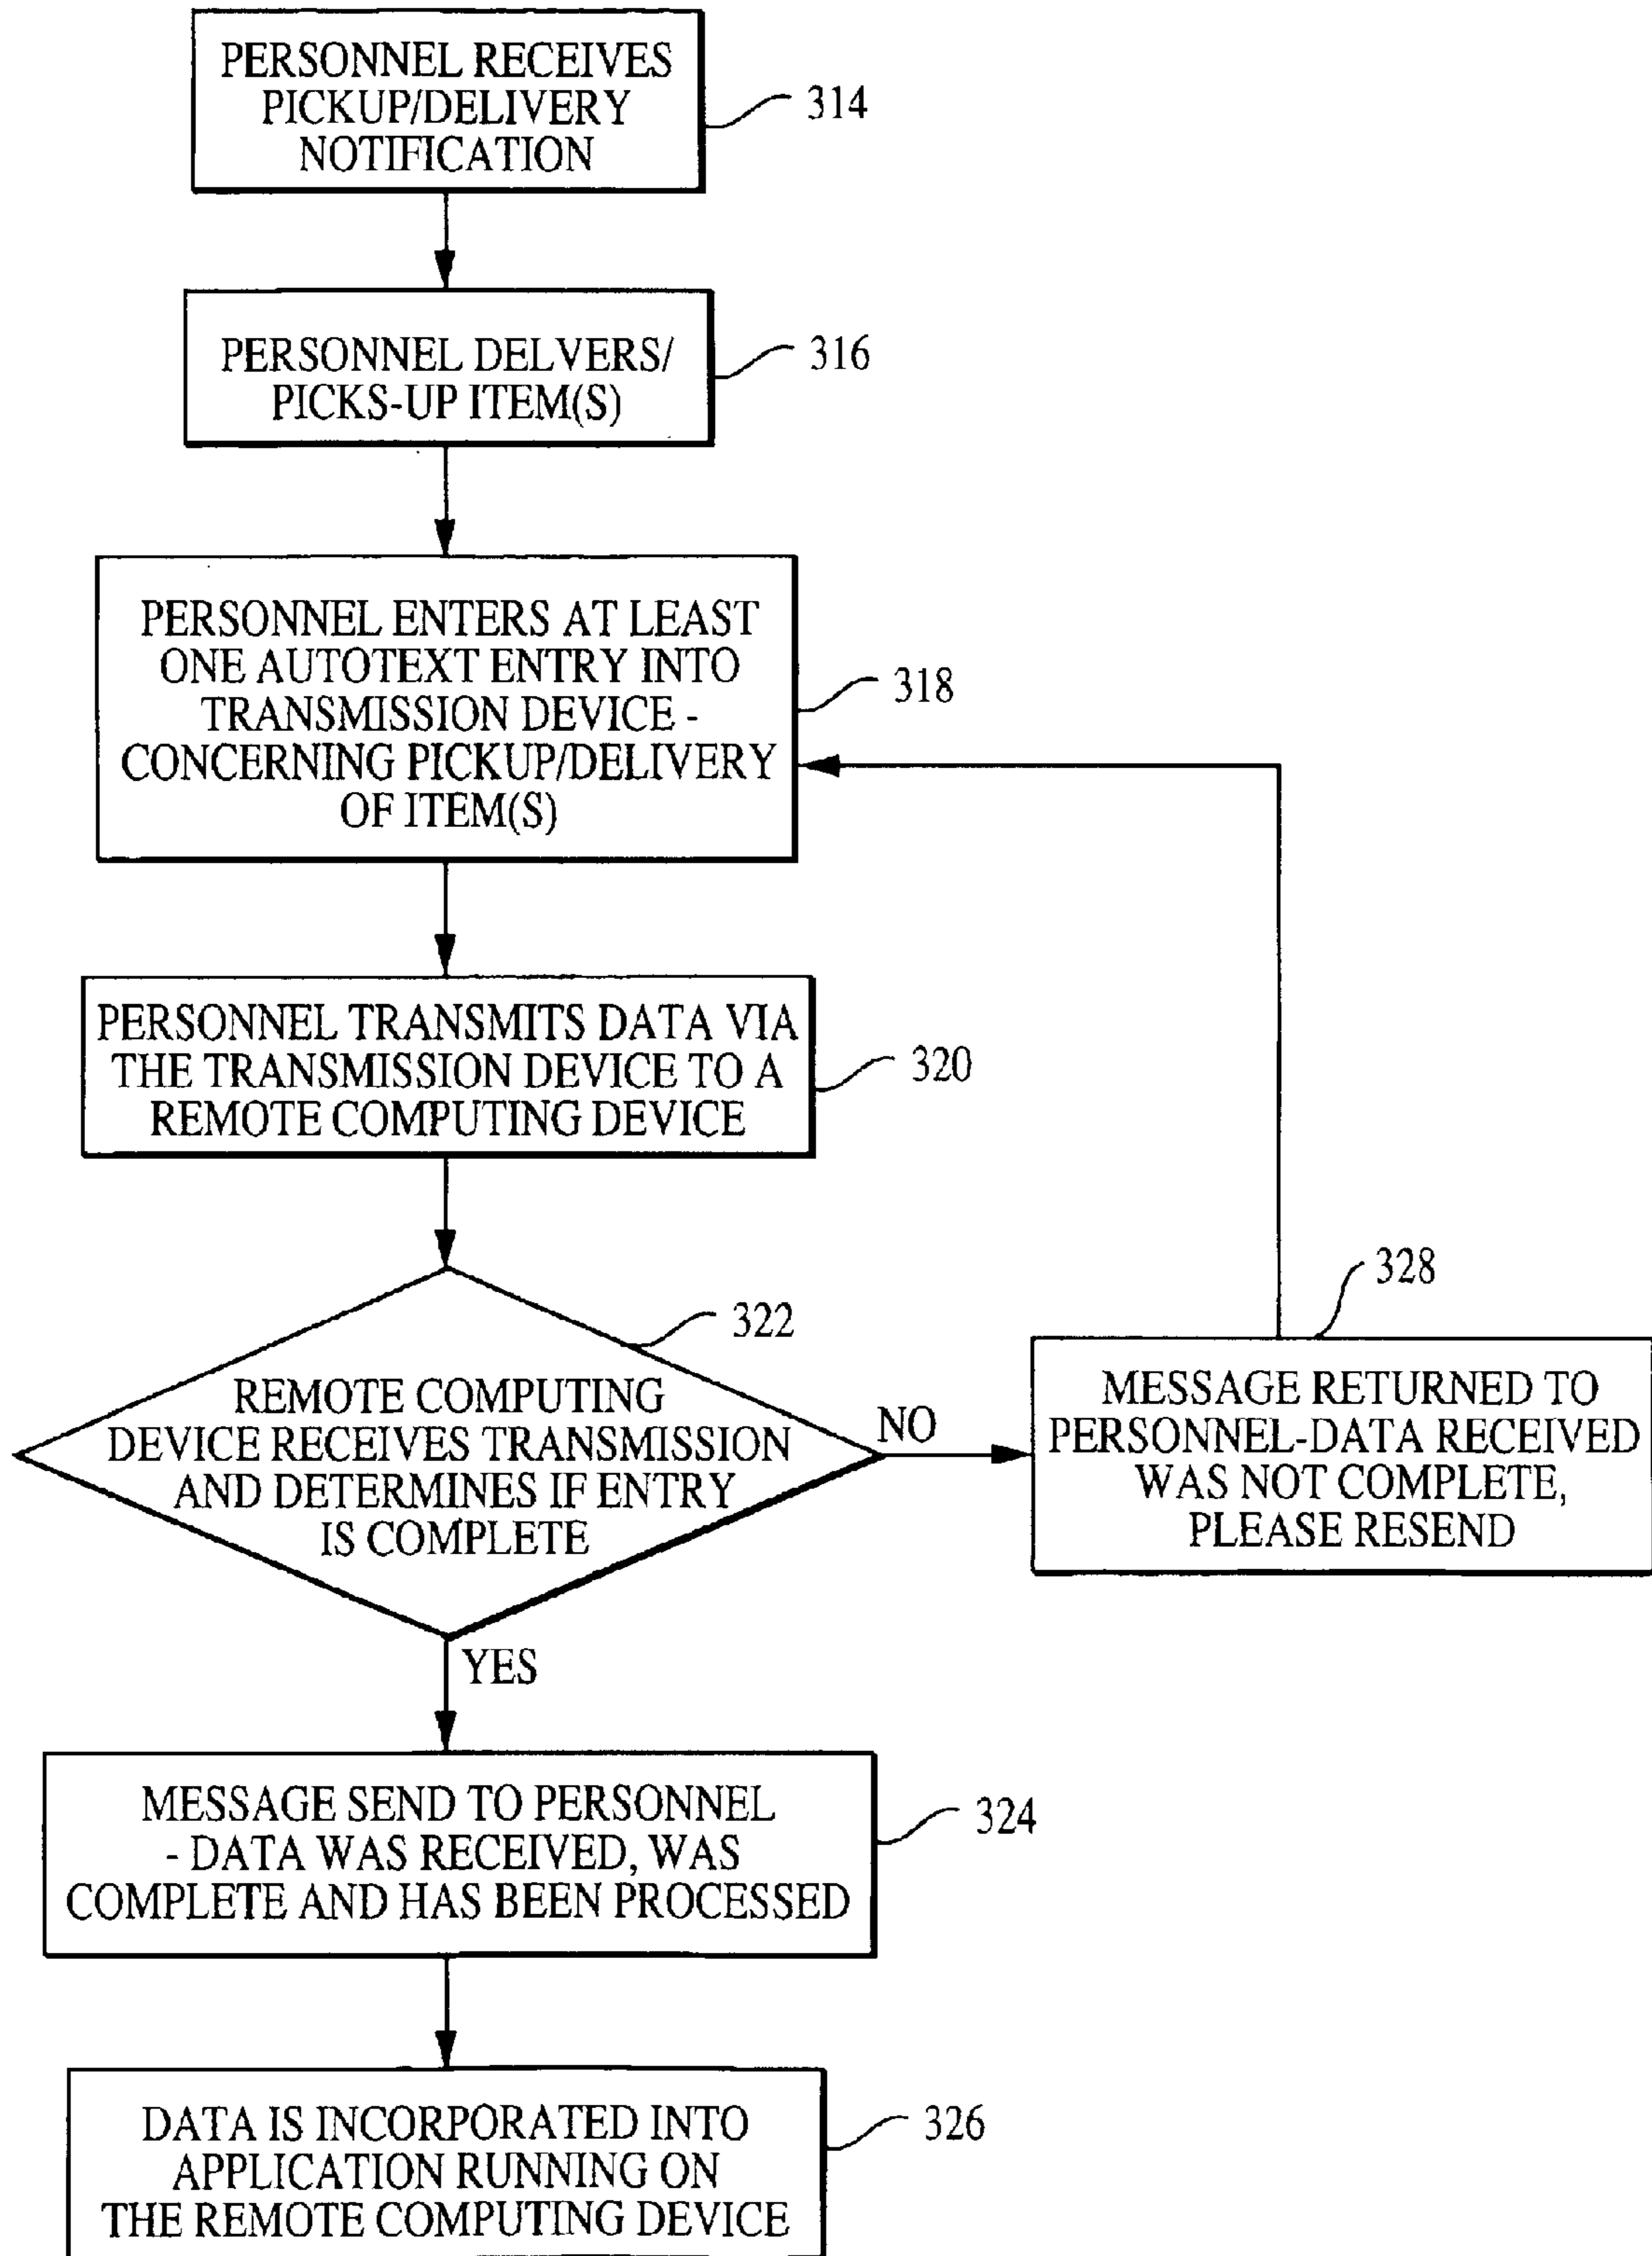 PERSONNEL RECEIVES
PICKUP/DELIVERY
NOTIFICATION
314
PERSONNEL DELVERS/
PICKS-UP ITEM(S)
316
PERSONNEL ENTERS AT LEAST
ONE AUTOTEXT ENTRY INTO
TRANSMISSION DEVICE -
CONCERNING PICKUP/DELIVERY
OF ITEM(S)
318
PERSONNEL TRANSMITS DATA VIA
THE TRANSMISSION DEVICE TO A
REMOTE COMPUTING DEVICE
320
322
REMOTE COMPUTING
DEVICE RECEIVES TRANSMISSION
AND DETERMINES IF ENTRY
IS COMPLETE
NO
328
MESSAGE RETURNED TO
PERSONNEL-DATA RECEIVED
WAS NOT COMPLETE,
PLEASE RESEND
YES
MESSAGE SEND TO PERSONNEL
- DATA WAS RECEIVED, WAS
COMPLETE AND HAS BEEN PROCESSED
324
DATA IS INCORPORATED INTO
APPLICATION RUNNING ON
THE REMOTE COMPUTING DEVICE
326